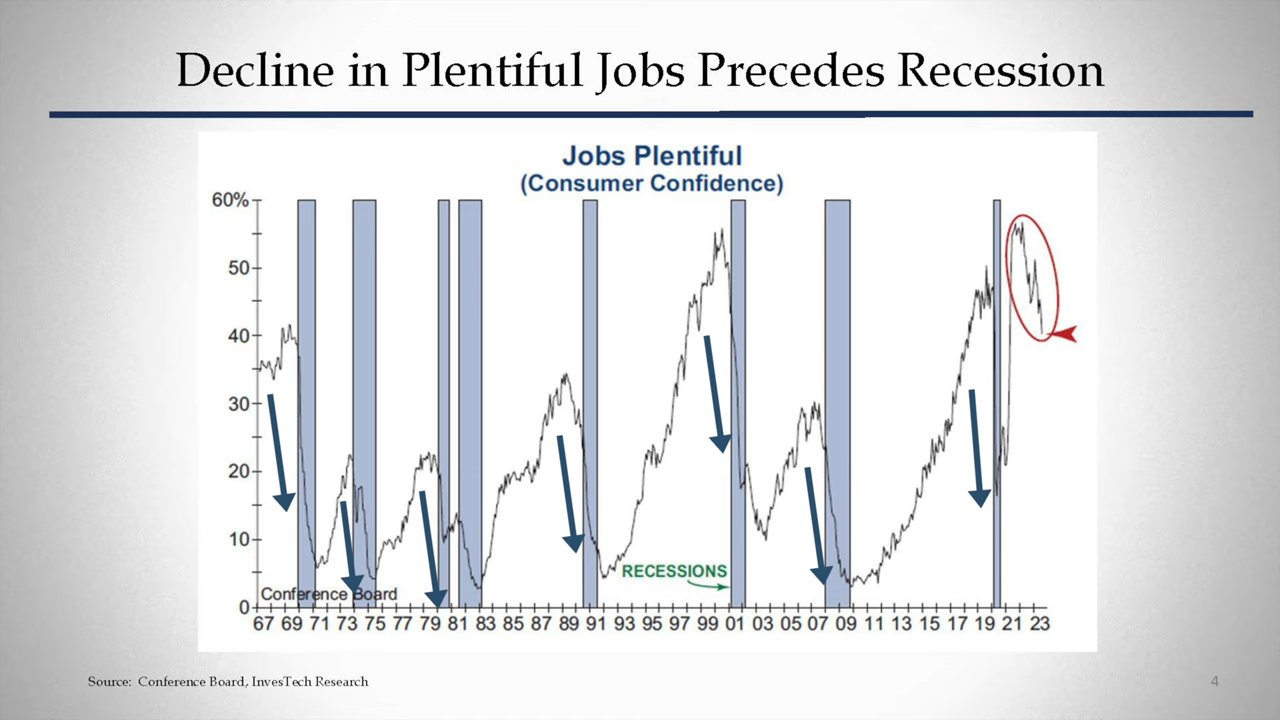 Decline in Plentiful Jobs Precedes Recession
Jobs Plentiful
(Consumer Confidence)
60%
50
40
30
20
10
0
RECESSIONS
Conference Board
67 69 71 73 75 77 79 81 83 85 87 89 91 93 95 97 99 01 03 05 07 09 11 13 15 17 19 21 23
Source: Conference Board, InvesTech Research
4